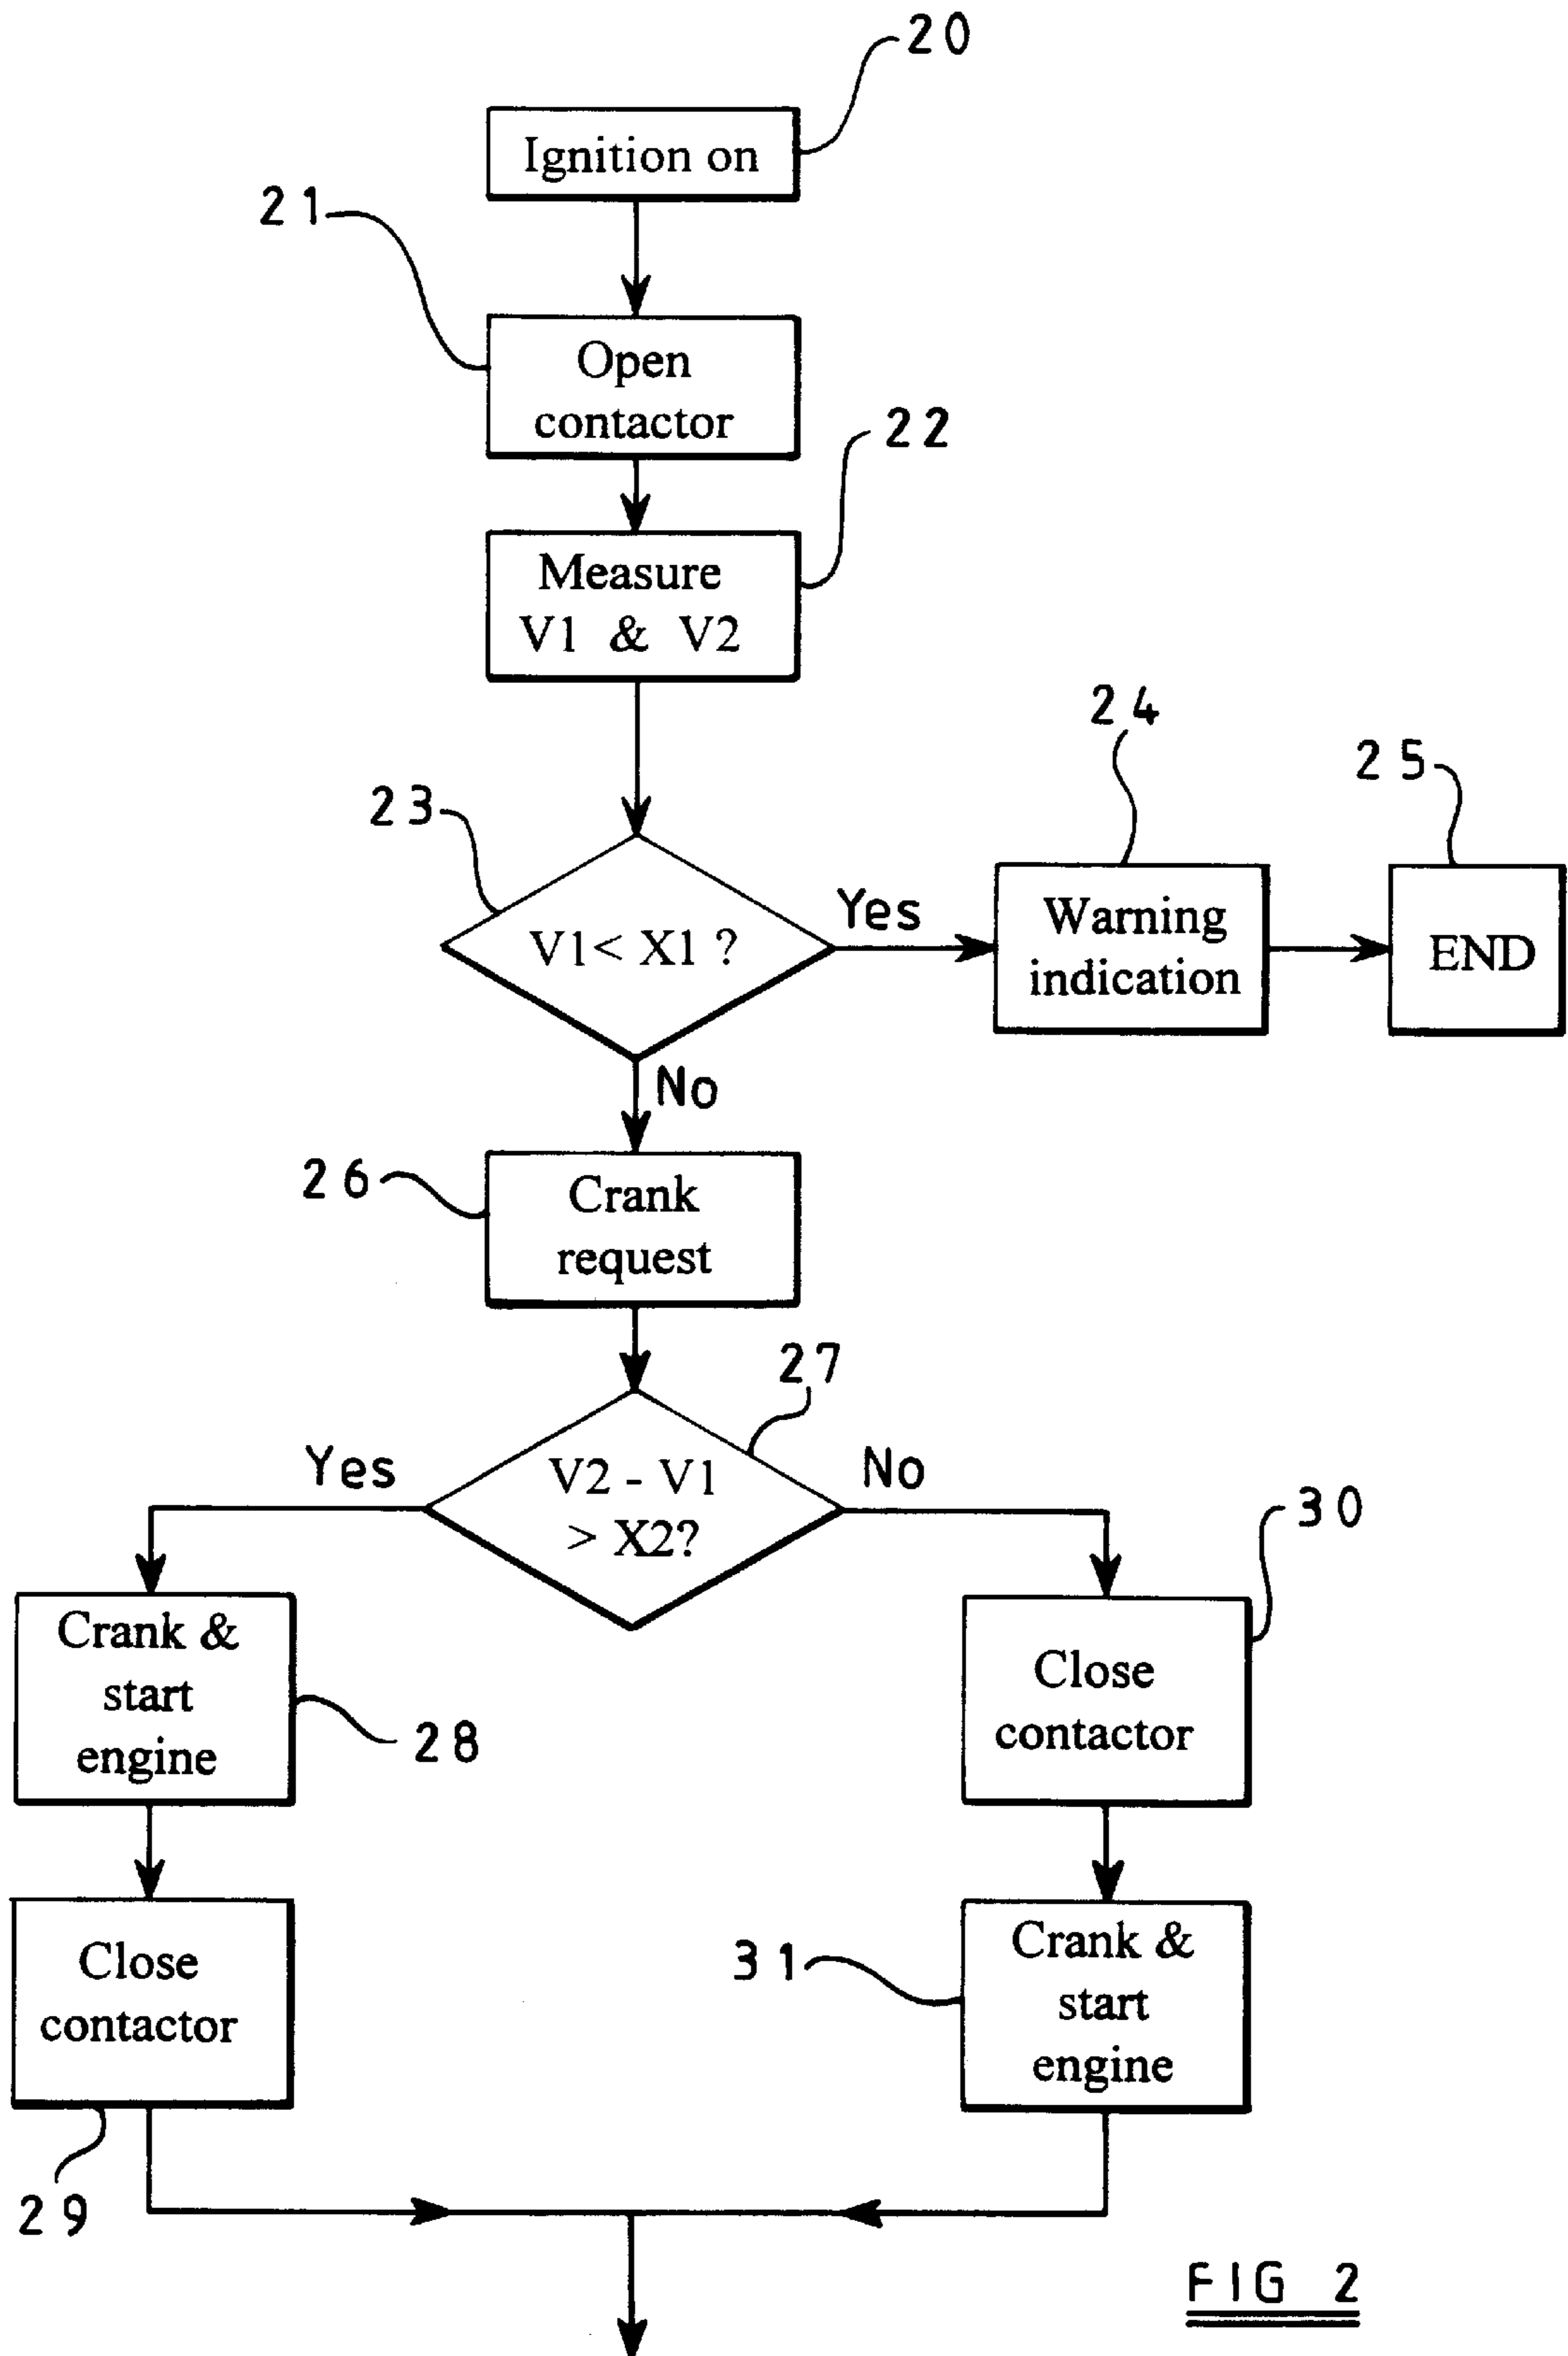 20
Ignition on
21
Open
contactor
22
Measure
V1 & V2
24
25
23
V1< X1 ?
Yes
Warning
indication
END
No
26
Crank
request
27
Yes
V2 - V1
> X2?
No
30
Crank &
start
engine
28
Close
contactor
Close
contactor
29
31
Crank &
start
engine
FIG 2